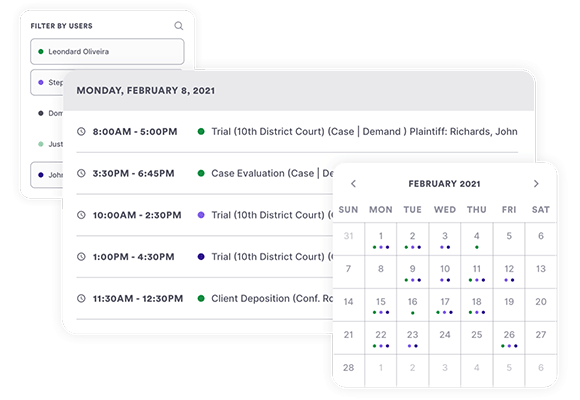 FILTER BY USERS
Leondard Oliveira
Step
Dom
Just
John
MONDAY, FEBRUARY 8, 2021
8:00AM - 5:00PM Trial (10th District Court) (Case | Demand ) Plaintiff: Richards, John
3:30PM - 6:45PM Case Evaluation (Case | De
10:00AM - 2:30PM Trial (10th District Court) (C
1:00PM - 4:30PM Trial (10th District Court) (C
11:30AM - 12:30PM Client Deposition (Conf. Ro
FEBRUARY 2021
SUN MON TUE WED THU FRI SAT
31 1 2 3 4 5 6
7 8 9 10 11 12 13
14 15 16 17 18 19 20
21 22 23 24 25 26 27
28 1 2 3 4 5 6